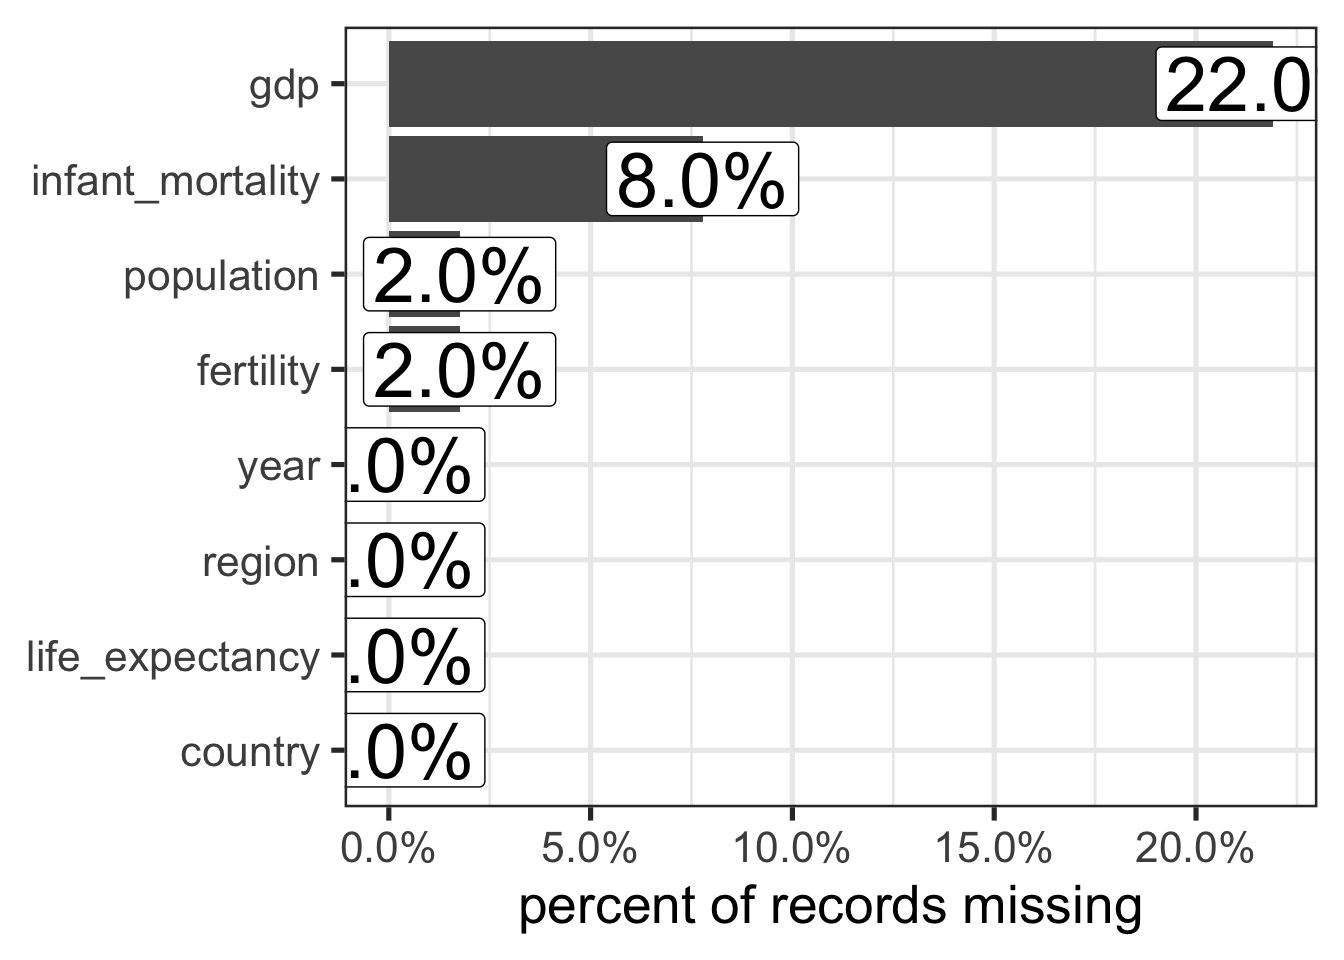 gdp 22.0
infant_mortality 8.0%
population 2.0%
fertility 2.0%
year .0%
region .0%
life_expectancy .0%
country .0%
0.0% 5.0% 10.0% 15.0% 20.0%
percent of records missing